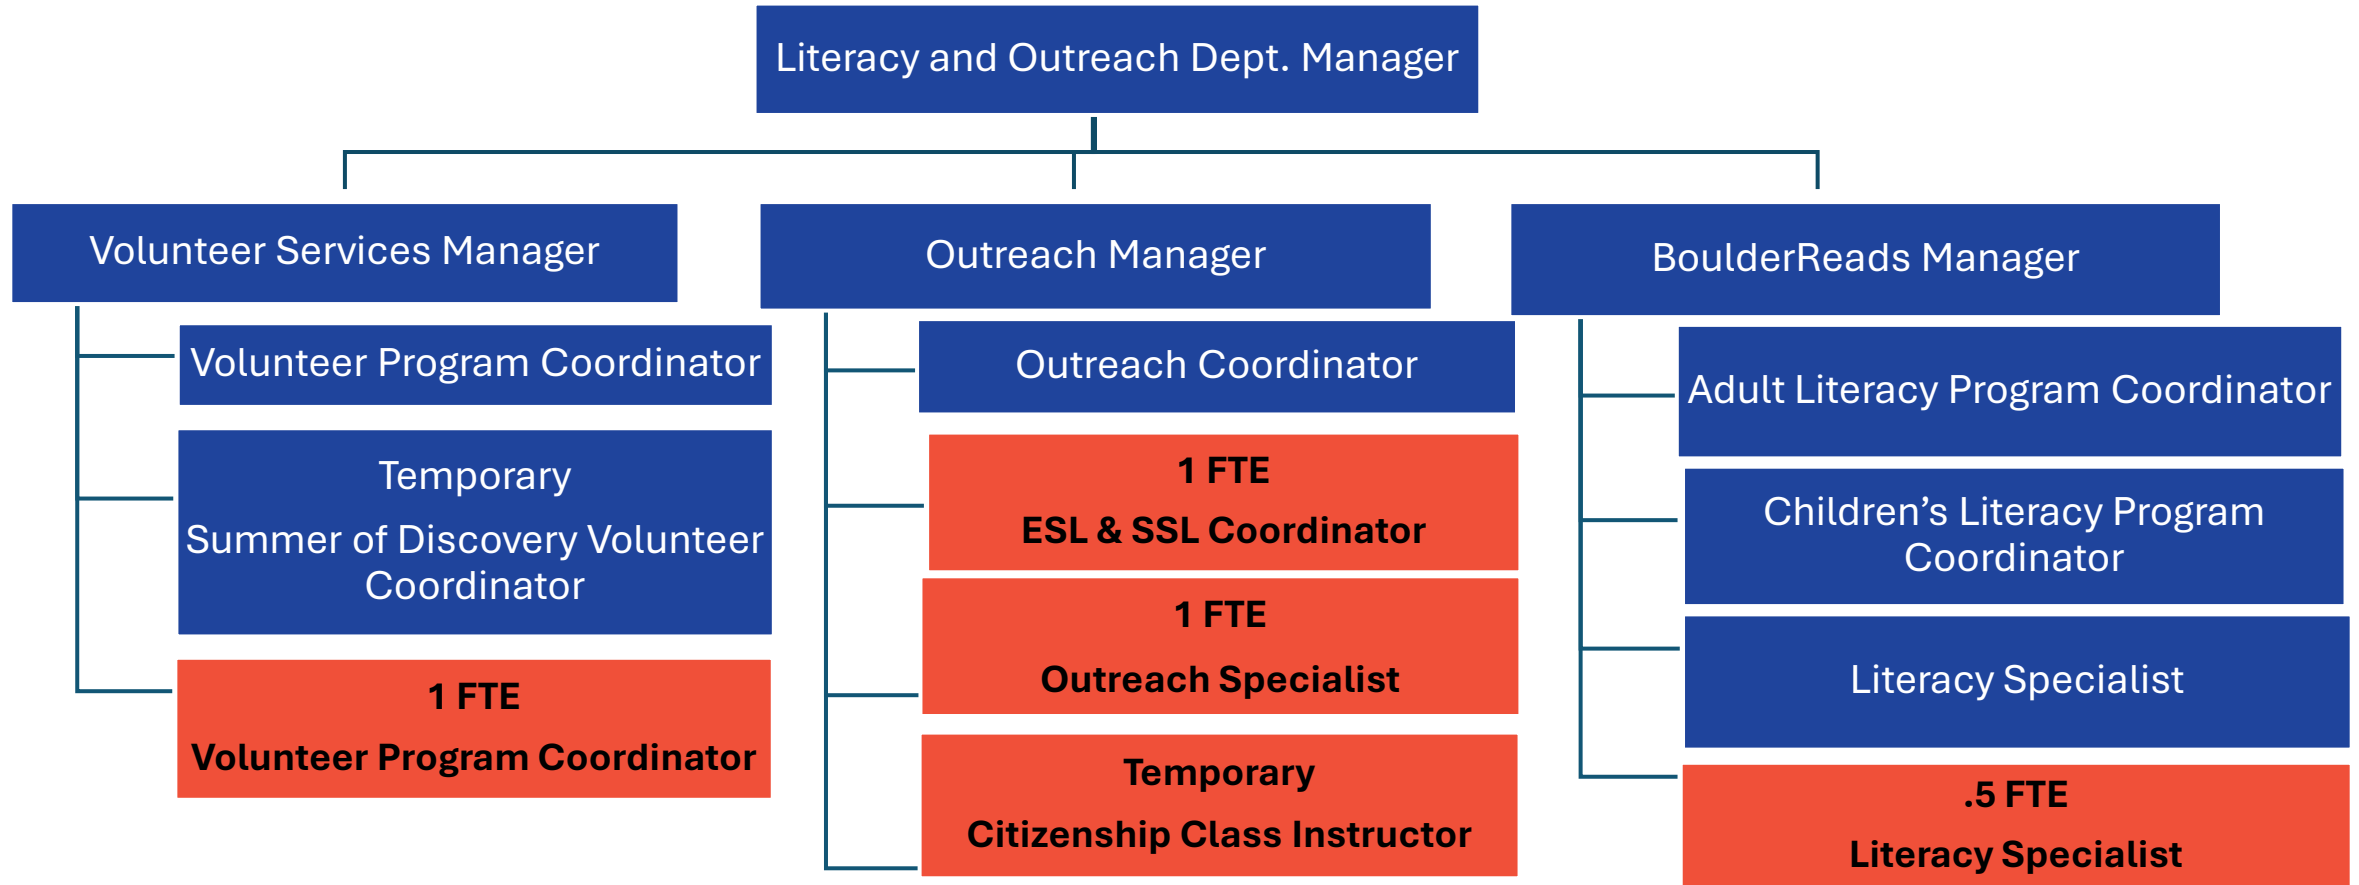 Literacy and Outreach Dept. Manager
Volunteer Services Manager
Volunteer Program Coordinator
Temporary
Summer of Discovery Volunteer
Coordinator
1 FTE
Volunteer Program Coordinator
Outreach Manager
Outreach Coordinator
1 FTE
ESL & SSL Coordinator
1 FTE
Outreach Specialist
Temporary
Citizenship Class Instructor
BoulderReads Manager
Adult Literacy Program Coordinator
Children’s Literacy Program
Coordinator
Literacy Specialist
.5 FTE
Literacy Specialist